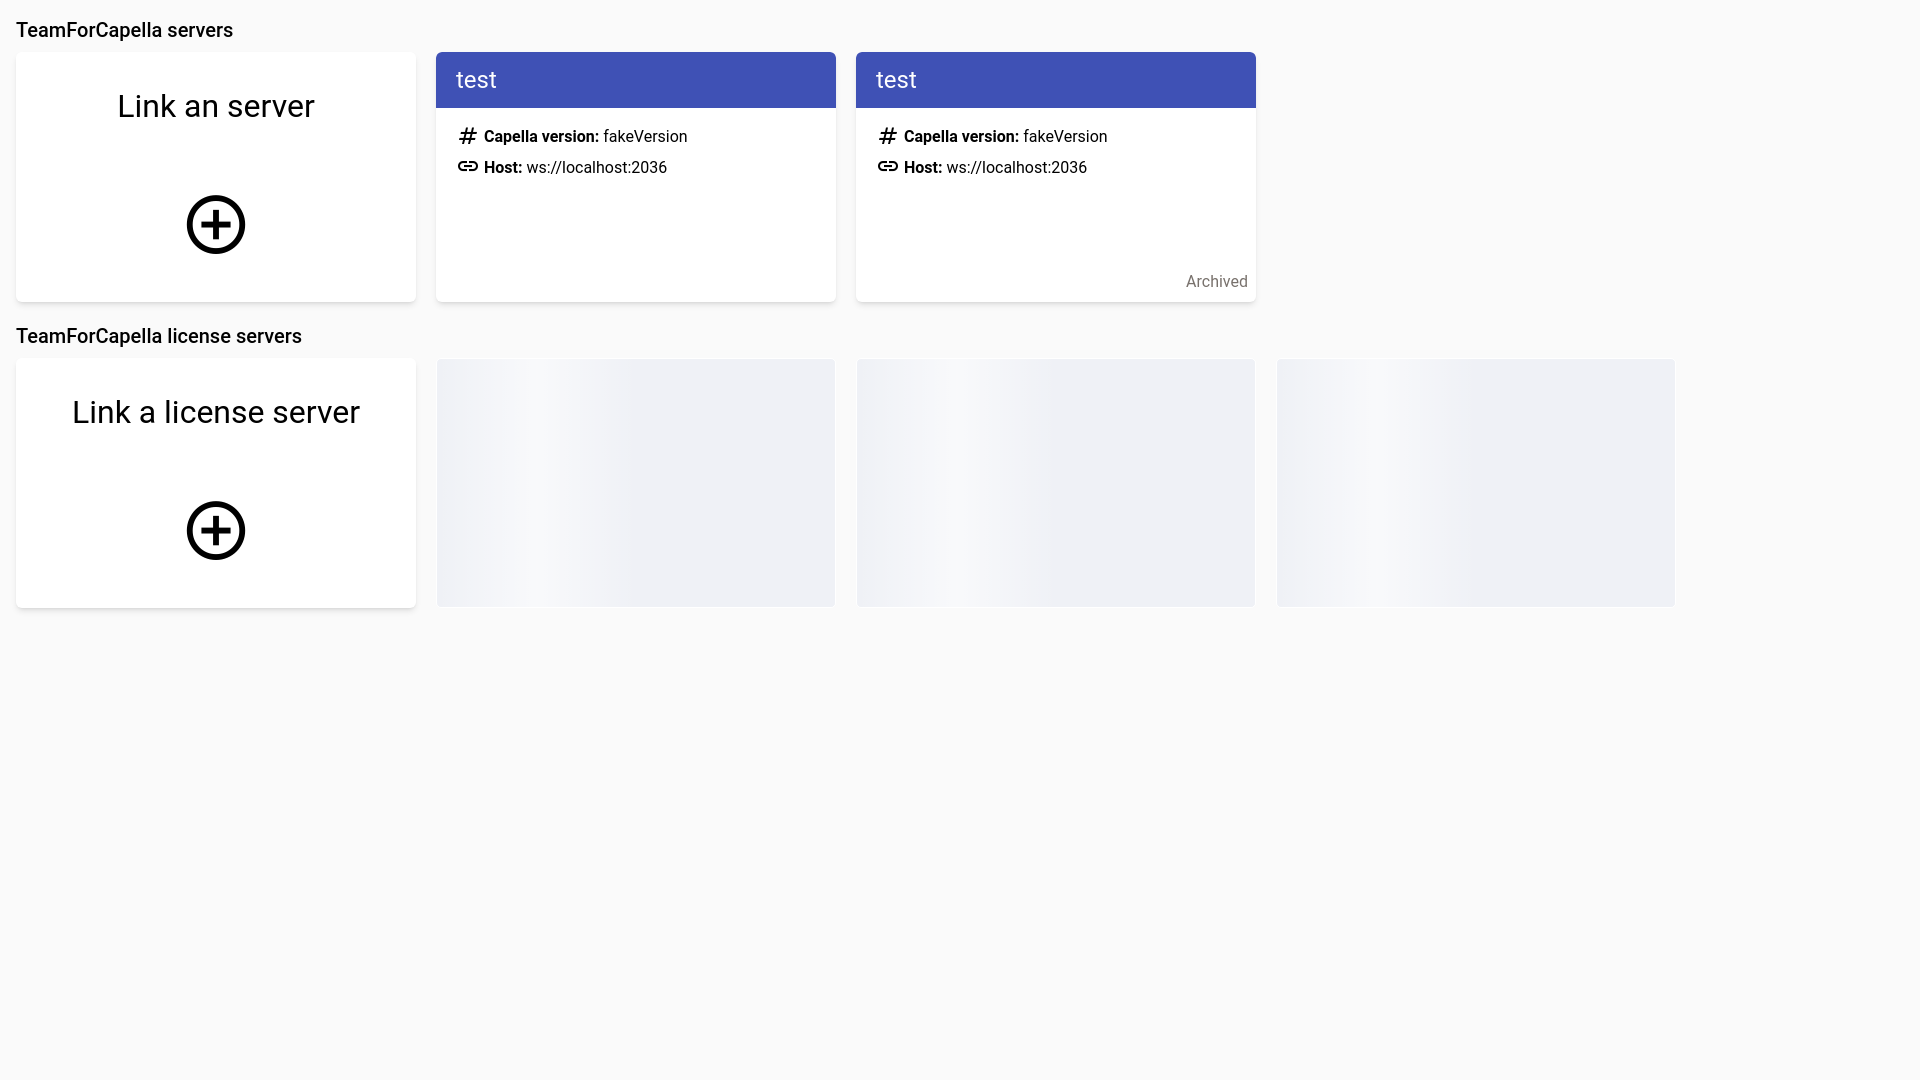 TeamForCapella servers
Link an server
test
Capella version: fakeVersion
Host: ws://localhost:2036
test
Capella version: fakeVersion
Host: ws://localhost:2036
Archived
TeamForCapella license servers
Link a license server